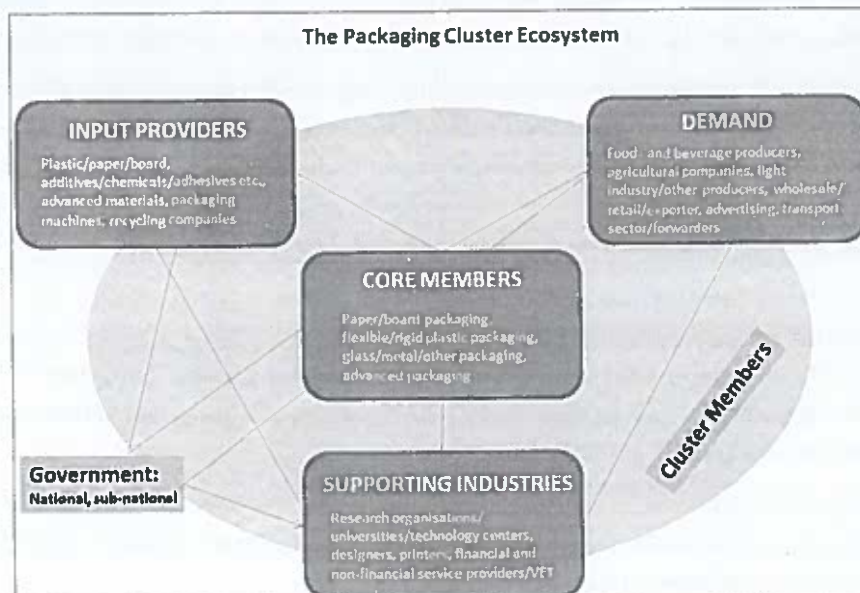 The Packaging Cluster Ecosystem
INPUT PROVIDERS
Plastic/paper/board,
additives/chemicals/adhesives etc.,
advanced materials, packaging
machines, recycling companies
DEMAND
Food- and beverage producers,
agricultural companies, light
industry/other producers, wholesale/
retail/exporter, advertising, transport
sector/forwarders
CORE MEMBERS
Paper/board packaging
flexible/rigid plastic packaging,
glass/metal/other packaging,
advanced packaging
Cluster Members
Government:
National, sub-national
SUPPORTING INDUSTRIES
Research organisations/
universities/technology centers,
designers, printers, financial and
non-financial service providers/VET